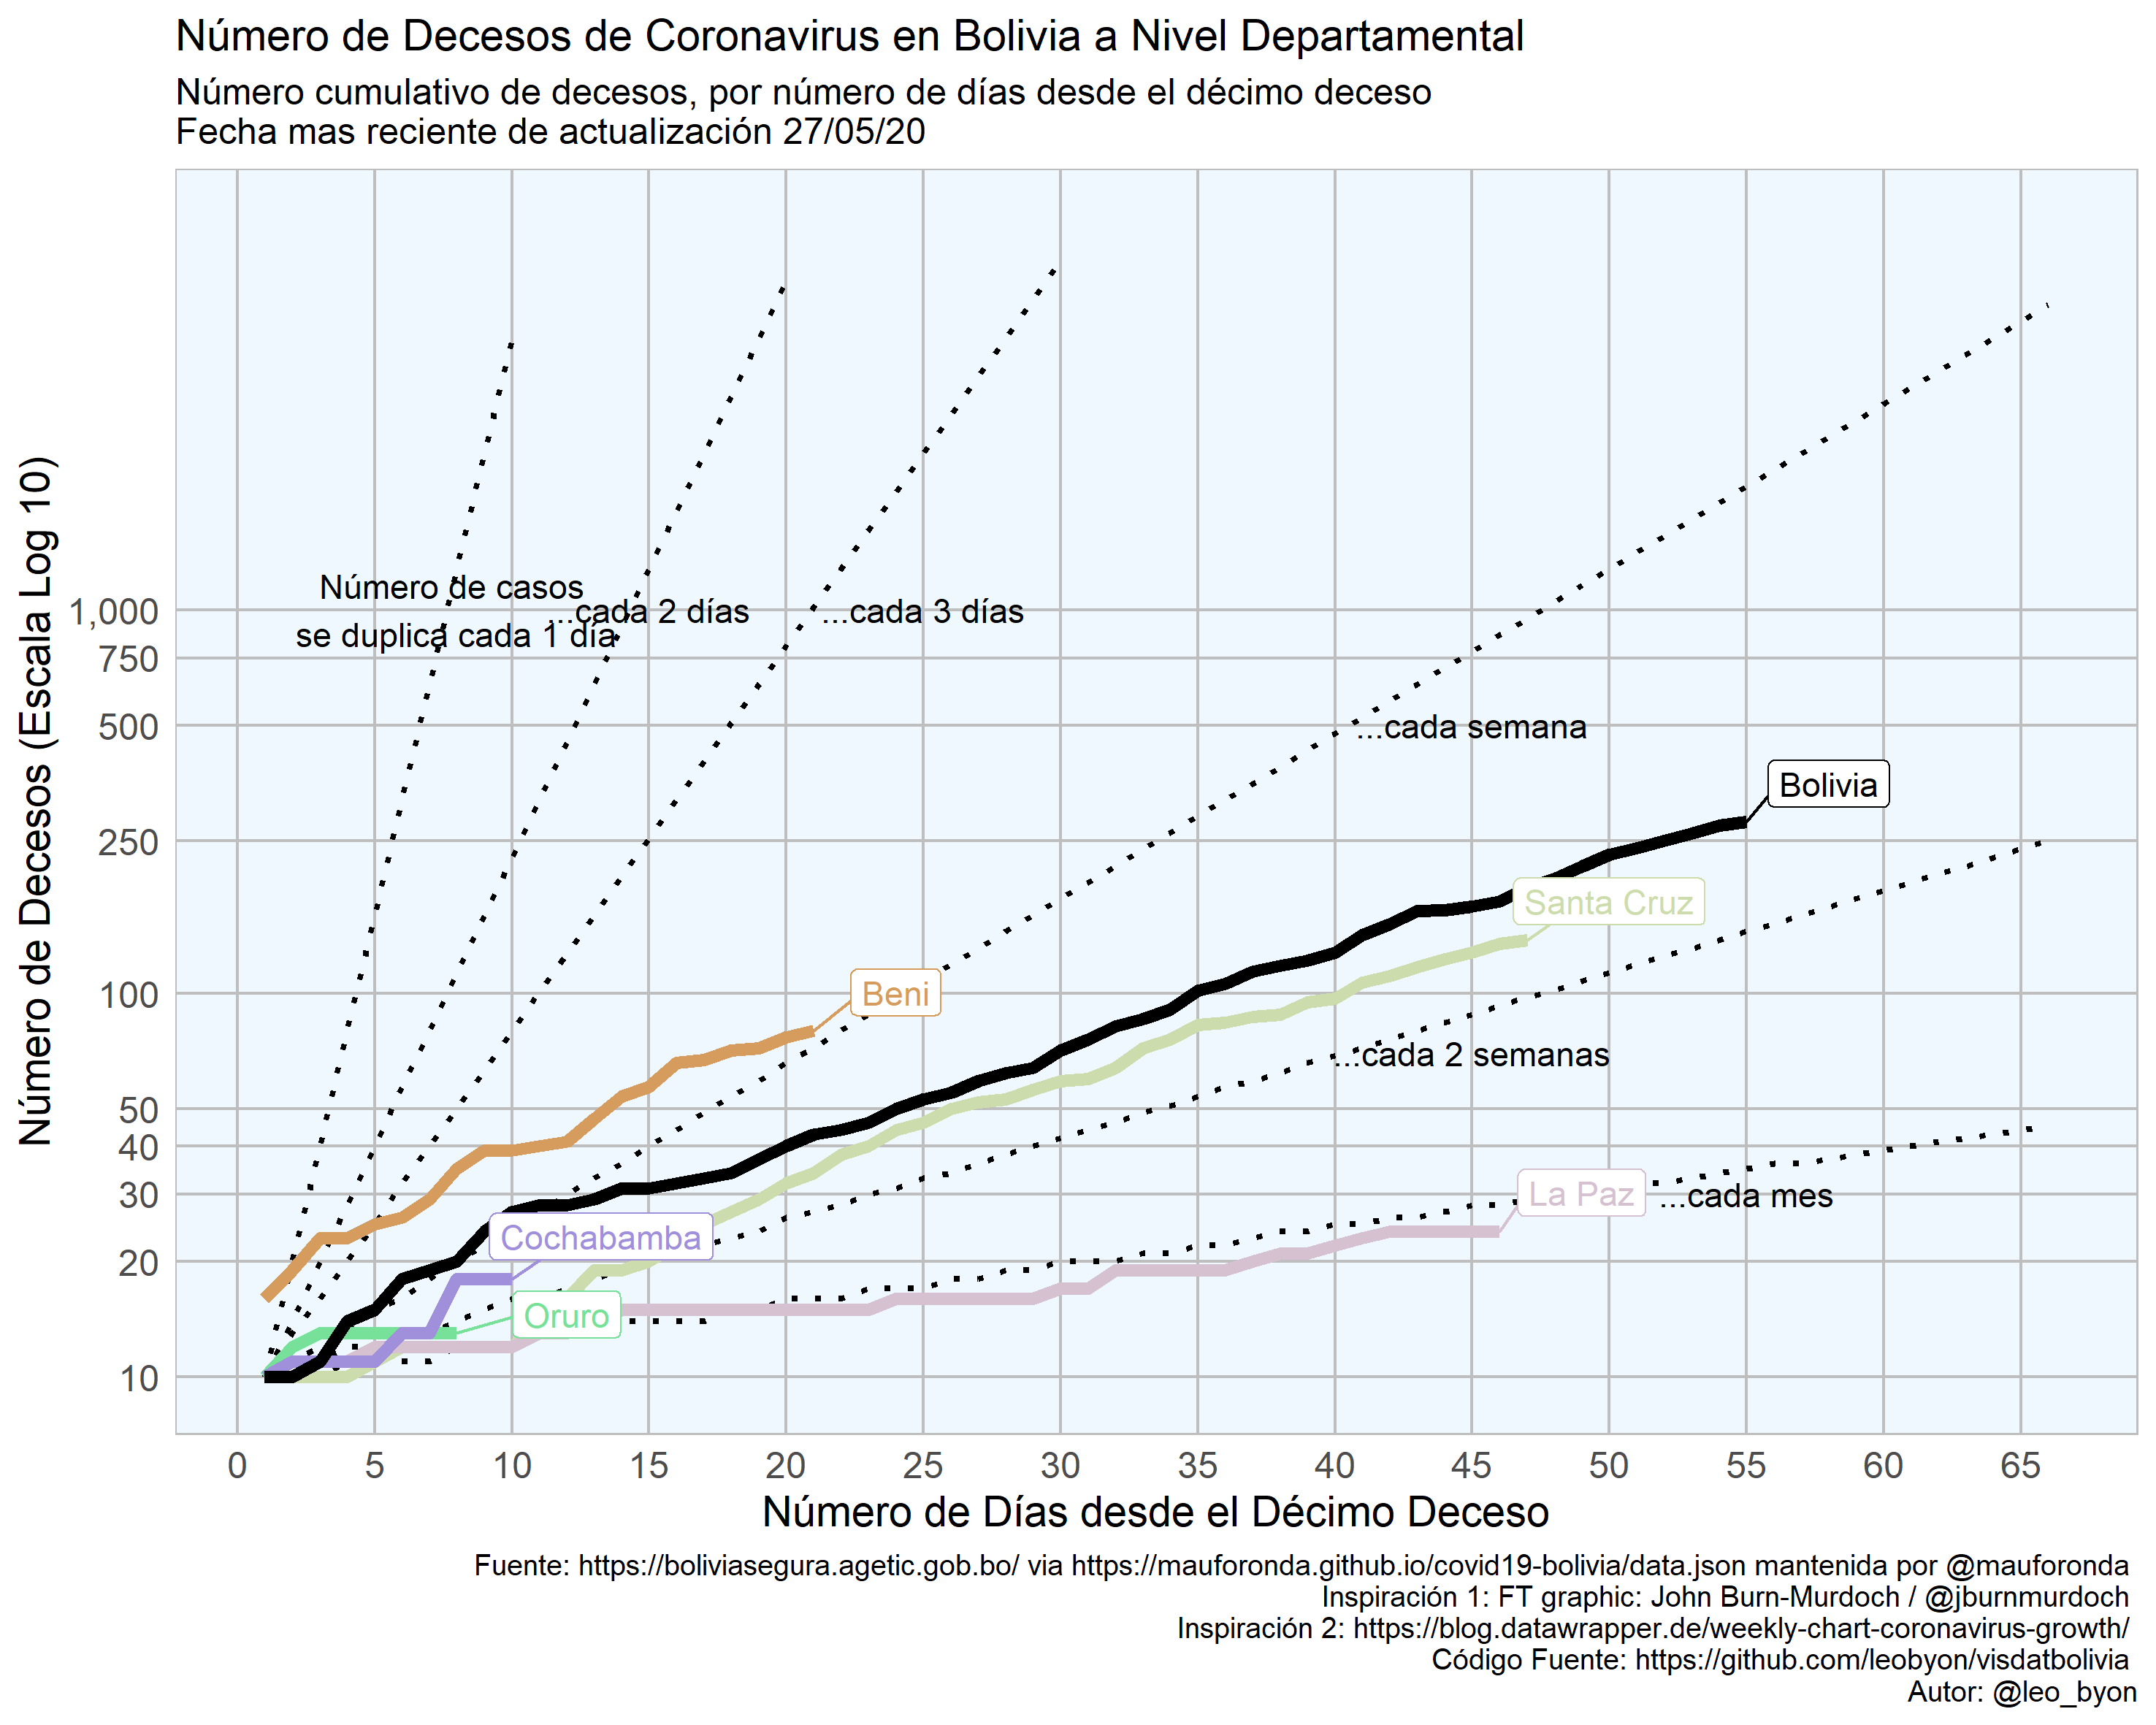 Número de Decesos de Coronavirus en Bolivia a Nivel Departamental
Número cumulativo de decesos, por número de días desde el décimo deceso
Fecha mas reciente de actualización 27/05/20
Número de Decesos (Escala Log 10)
1,000
750
500
250
100
50
40
30
20
10
Número de casos
se duplica cada 1 día
...cada 2 días
...cada 3 días
...cada semana
Bolivia
Santa Cruz
Beni
...cada 2 semanas
La Paz
...cada mes
Cochabamba
Oruro
0 5 10 15 20 25 30 35 40 45 50 55 60 65
Número de Días desde el Décimo Deceso
Fuente: https://boliviasegura.agetic.gob.bo/ via https://mauforonda.github.io/covid19-bolivia/data.json mantenida por @mauforonda
Inspiración 1: FT graphic: John Burn-Murdoch / @jburnmurdoch
Inspiración 2: https://blog.datawrapper.de/weekly-chart-coronavirus-growth/
Código Fuente: https://github.com/leobyon/visdatbolivia
Autor: @leo_byon